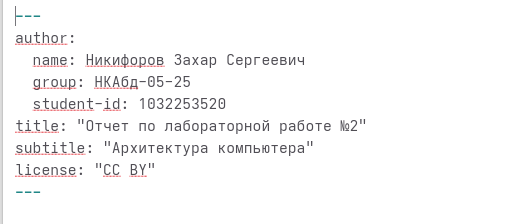 ---
author:
  name: Никифоров Захар Сергеевич
  group: НКАбд-05-25
  student-id: 1032253520
title: "Отчет по лабораторной работе №2"
subtitle: "Архитектура компьютера"
license: "CC BY"
---